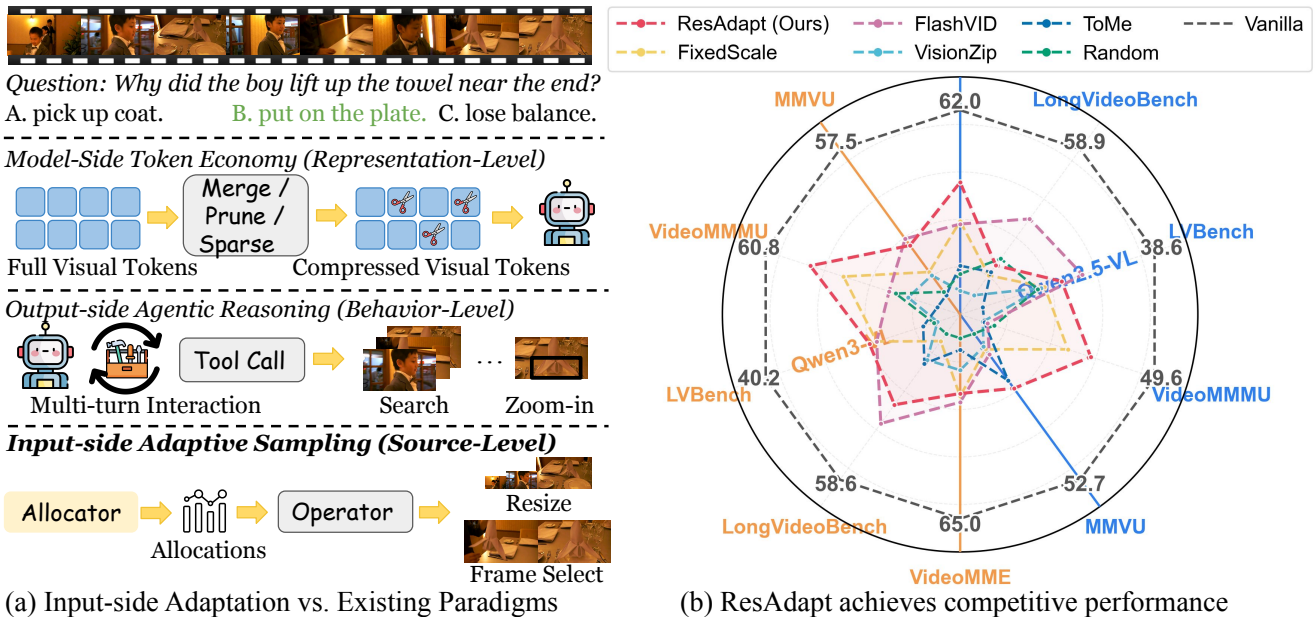 Question: Why did the boy lift up the towel near the end?
A. pick up coat. B. put on the plate. C. lose balance.
Model-Side Token Economy (Representation-Level)
Merge /
Prune /
Sparse
Full Visual Tokens
Compressed Visual Tokens
Output-side Agentic Reasoning (Behavior-Level)
Tool Call
...
Multi-turn Interaction
Search
Zoom-in
Input-side Adaptive Sampling (Source-Level)
Allocator
Operator
Allocations
Resize
Frame Select
(a) Input-side Adaptation vs. Existing Paradigms
ResAdapt (Ours)
FlashVID
ToMe
Vanilla
FixedScale
VisionZip
Random
MMVU
62.0
LongVideoBench
57.5
58.9
VideoMMMU
60.8
LVBench
38.6
Qwen2.5-VL
Qwen3-VL
LVBench
40.2
49.6
VideoMMMU
58.6
LongVideoBench
65.0
52.7
MMVU
VideoMME
(b) ResAdapt achieves competitive performance